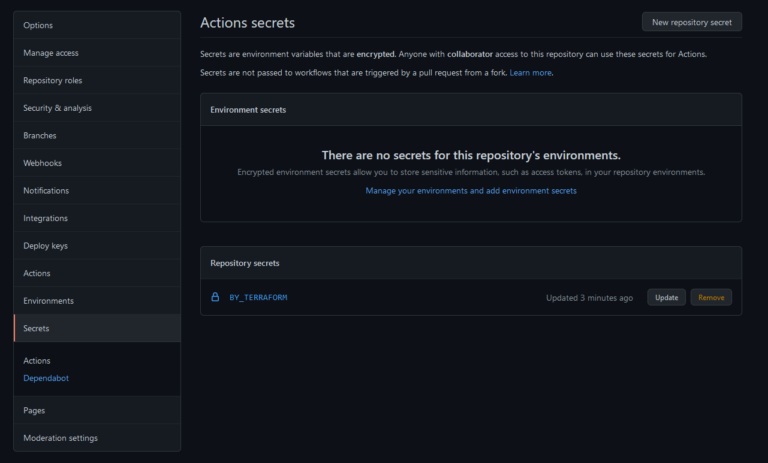 Options
Manage access
Repository roles
Security & analysis
Branches
Webhooks
Notifications
Integrations
Deploy keys
Actions
Environments
Secrets
Actions
Dependabot
Pages
Moderation settings
Actions secrets
New repository secret
Secrets are environment variables that are encrypted. Anyone with collaborator access to this repository can use these secrets for Actions.
Secrets are not passed to workflows that are triggered by a pull request from a fork. Learn more.
Environment secrets
There are no secrets for this repository's environments.
Encrypted environment secrets allow you to store sensitive information, such as access tokens, in your repository environments.
Manage your environments and add environment secrets
Repository secrets
BY_TERRAFORM
Updated 3 minutes ago
Update
Remove